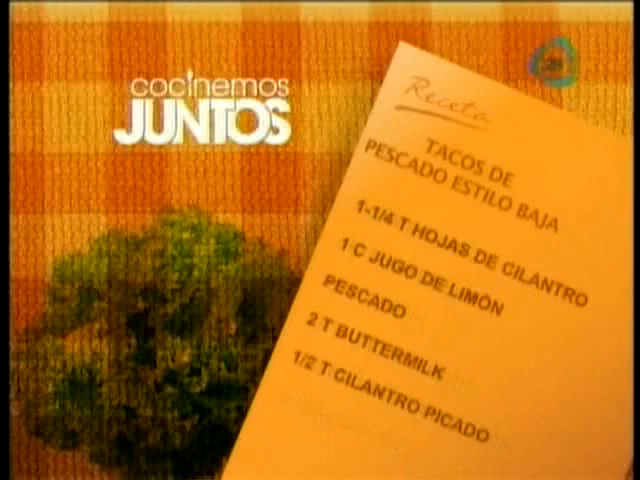 cocinemos
JUNTOS
Receta
TACOS DE
PESCADO ESTILO BAJA
1-1/4 T HOJAS DE CILANTRO
1 C JUGO DE LIMÓN
PESCADO
2 T BUTTERMILK
1/2 T CILANTRO PICADO